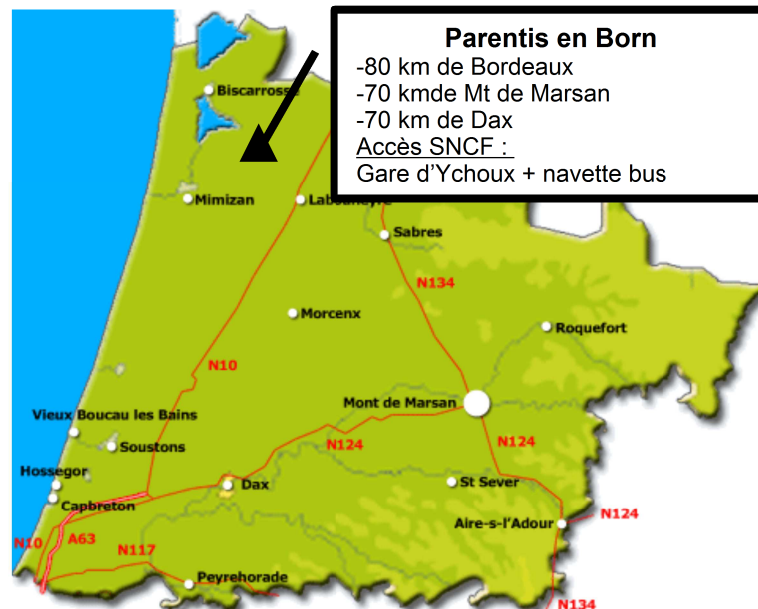 Parentis en Born
-80 km de Bordeaux
-70 kmde Mt de Marsan
-70 km de Dax
Accès SNCF :
Gare d'Ychoux + navette bus
Biscarrosse
Mimizan
Sabres
N134
Morcenx
Roquefort
N10
Mont de Marsan
Vieux Boucau les Bains
Soustons
N124
N124
Hossegor
Dax
St Sever
Capbreton
Aire-s-l'Adour
N124
N10
A63
N117
Peyrehorade
N134